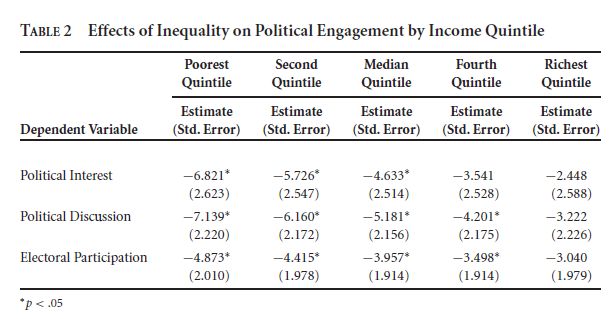 TABLE 2 Effects of Inequality on Political Engagement by Income Quintile
Poorest Quintile Second Quintile Median Quintile Fourth Quintile Richest Quintile
Dependent Variable Estimate (Std. Error) Estimate (Std. Error) Estimate (Std. Error) Estimate (Std. Error) Estimate (Std. Error)
Political Interest −6.821* −5.726* −4.633* −3.541 −2.448
(2.623) (2.547) (2.514) (2.528) (2.588)
Political Discussion −7.139* −6.160* −5.181* −4.201* −3.222
(2.220) (2.172) (2.156) (2.175) (2.226)
Electoral Participation −4.873* −4.415* −3.957* −3.498* −3.040
(2.010) (1.978) (1.914) (1.914) (1.979)
*p < .05